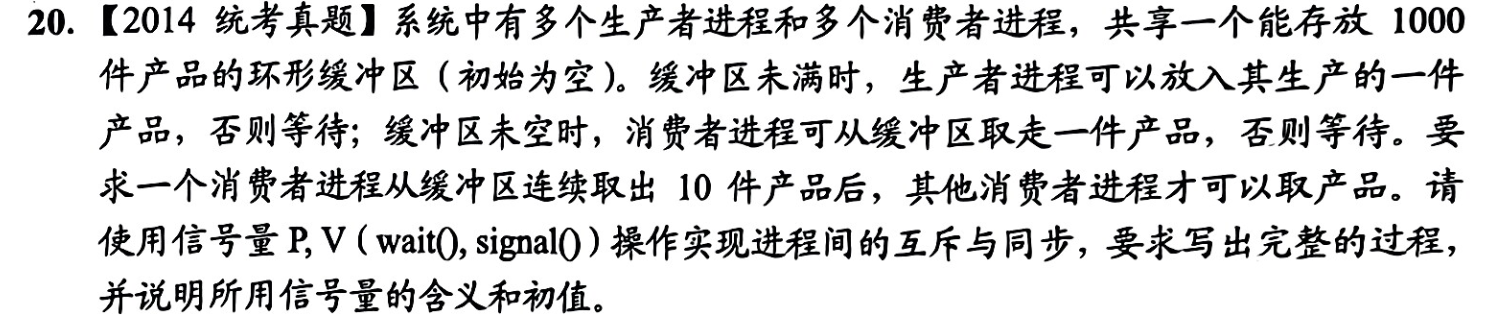 20. 【2014 统考真题】系统中有多个生产者进程和多个消费者进程，共享一个能存放 1000
件产品的环形缓冲区（初始为空）。缓冲区未满时，生产者进程可以放入其生产的一件
产品，否则等待；缓冲区未空时，消费者进程可从缓冲区取走一件产品，否则等待。要
求一个消费者进程从缓冲区连续取出 10 件产品后，其他消费者进程才可以取产品。请
使用信号量 P, V（wait(), signal()）操作实现进程间的互斥与同步，要求写出完整的过程，
并说明所用信号量的含义和初值。